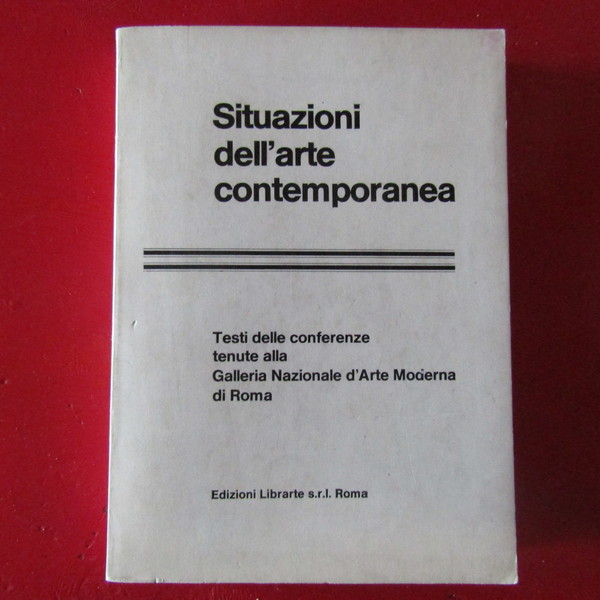 Situazioni
dell'arte
contemporanea
Testi delle conferenze
tenute alla
Galleria Nazionale d'Arte Moderna
di Roma
Edizioni Librarte s.r.l. Roma